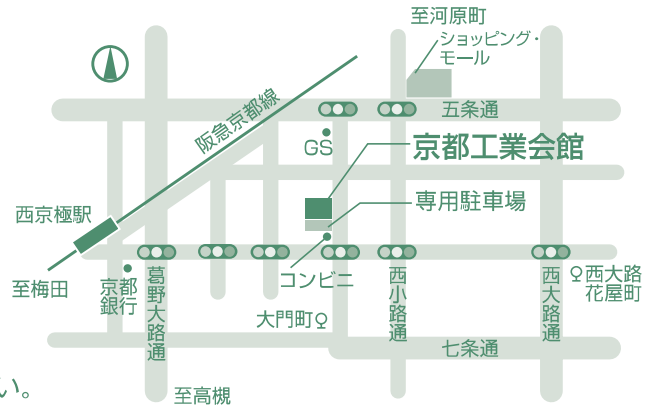 至河原町
ショッピング・
モール
五条通
阪急京都線
GS
京都工業会館
西京極駅
専用駐車場
至梅田
京都
銀行
葛野大路通
コンビニ
西小路通
西大路通
西大路
花屋町
大門町
七条通
至高槻
い。